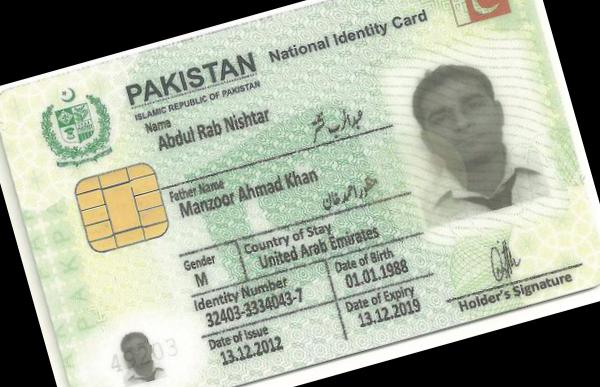 PAKISTAN National Identity Card
ISLAMIC REPUBLIC OF PAKISTAN
Name
Abdul Rab Nishtar
عبدالرب نشتر
Father Name
Manzoor Ahmad Khan
منظور احمد خان
Gender
M
Country of Stay
United Arab Emirates
Identity Number
32403-3334043-7
Date of Birth
01.01.1988
Date of Issue
13.12.2012
Date of Expiry
13.12.2019
Holder's Signature